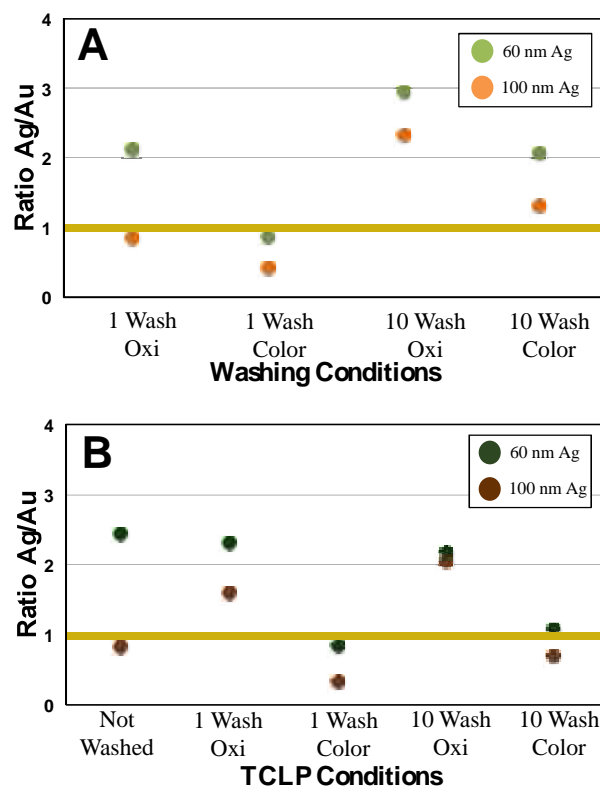 A
4
3
2
1
0
Ratio Ag/Au
60 nm Ag
100 nm Ag
1 Wash Oxi
1 Wash Color
10 Wash Oxi
10 Wash Color
Washing Conditions
B
4
3
2
1
0
Ratio Ag/Au
60 nm Ag
100 nm Ag
Not Washed
1 Wash Oxi
1 Wash Color
10 Wash Oxi
10 Wash Color
TCLP Conditions